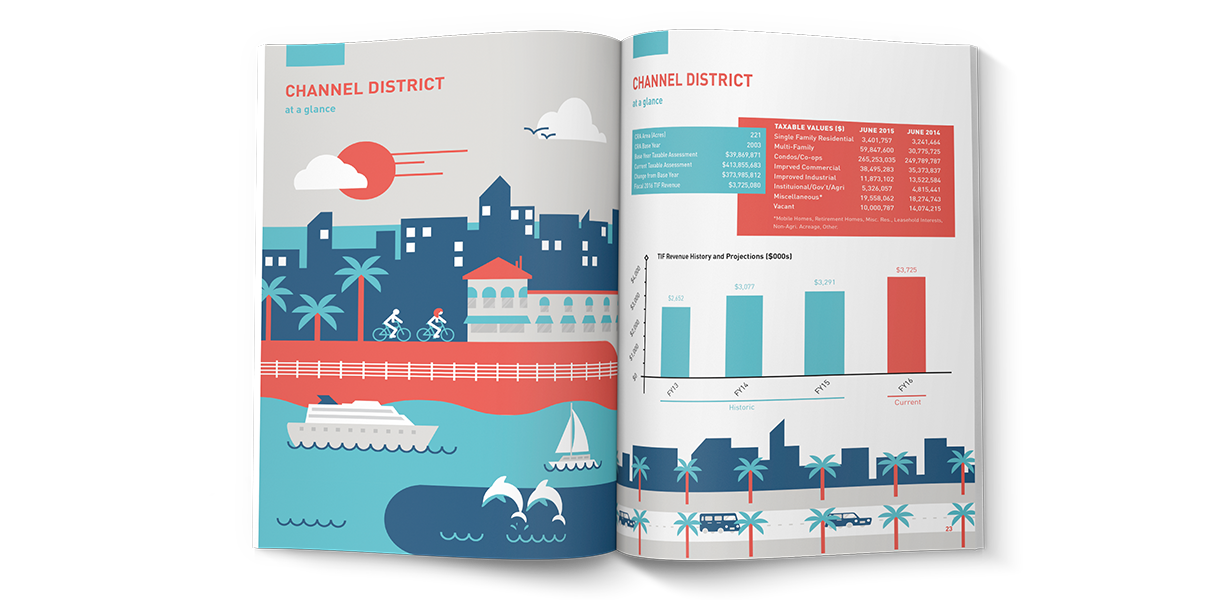 CHANNEL DISTRICT
at a glance
CHANNEL DISTRICT
at a glance
CRA Area (Acres) 221
CRA Base Year 2003
Base Year Taxable Assessment $39,869,871
Current Taxable Assessment $413,855,683
Change from Base Year $373,985,812
Fiscal 2016 TIF Revenue $3,725,080
TAXABLE VALUES ($) JUNE 2015 JUNE 2014
Single Family Residential 3,401,757 3,241,464
Multi-Family 59,847,600 30,775,725
Condos/Co-ops 265,253,035 249,789,787
Imprved Commercial 38,495,283 35,373,837
Improved Industrial 11,873,102 13,522,584
Instituional/Gov't/Agri 5,326,057 4,815,441
Miscellaneous* 19,558,062 18,274,743
Vacant 10,000,787 14,074,215
*Mobile Homes, Retirement Homes, Misc. Res., Leasehold Interests,
Non-Agri. Acreage, Other)
TIF Revenue History and Projections ($000s)
$4,000
$3,000
$2,000
$1,000
$0
$2,652
$3,077
$3,291
$3,725
FY13
FY14
FY15
FY16
Historic
Current
23